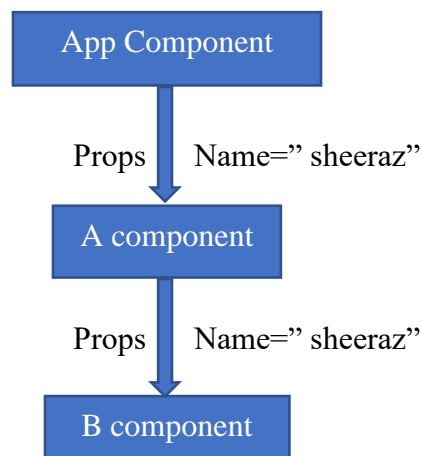 App Component
Props Name=” sheeraz”
A component
Props Name=” sheeraz”
B component